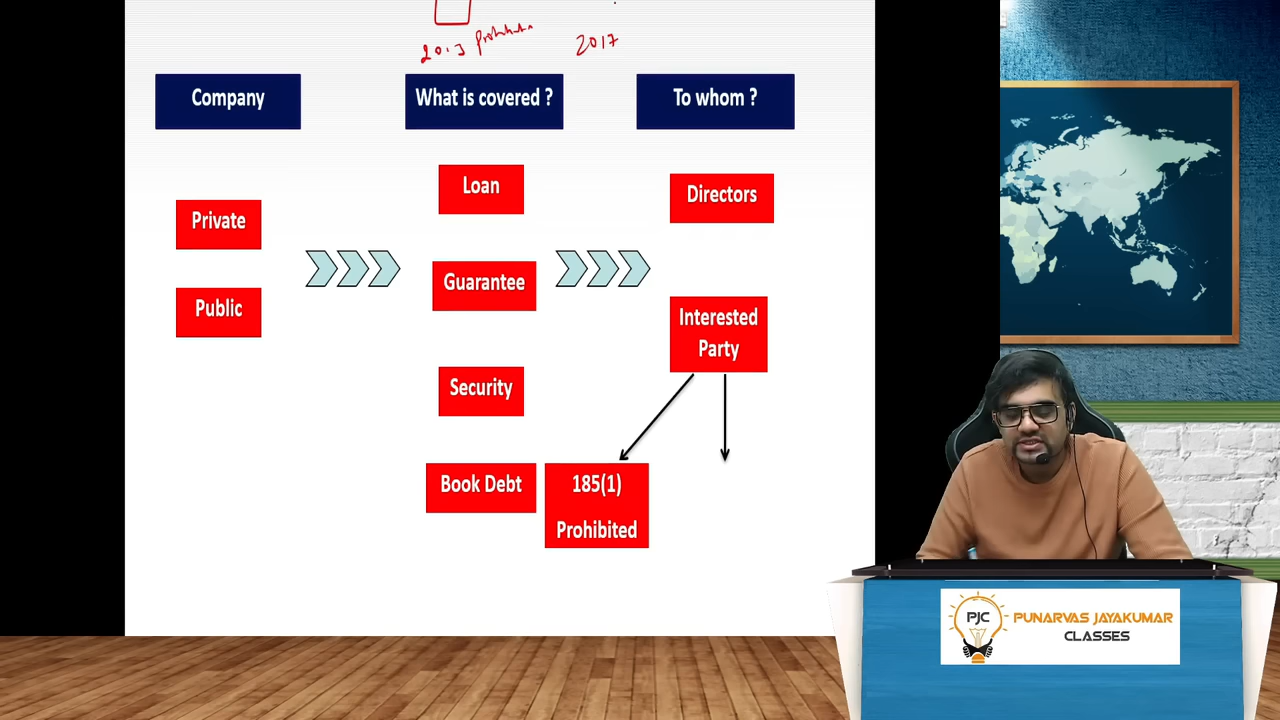 2013 prohibition
2017
Company
What is covered ?
To whom ?
Private
Public
Loan
Guarantee
Security
Book Debt
Directors
Interested
Party
185(1)
Prohibited
PJC
PUNARVAS JAYAKUMAR
CLASSES